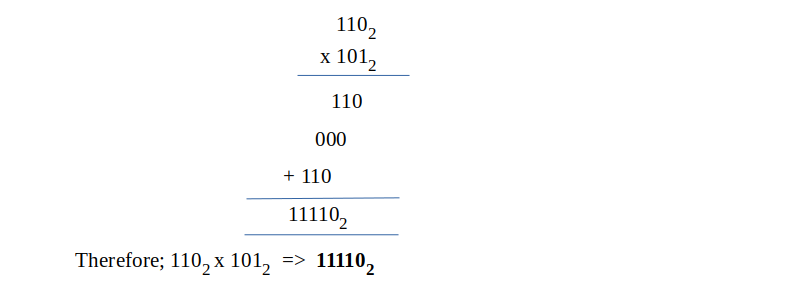 110₂
x 101₂
110
000
+ 110
11110₂
Therefore; 110₂ x 101₂ => 11110₂